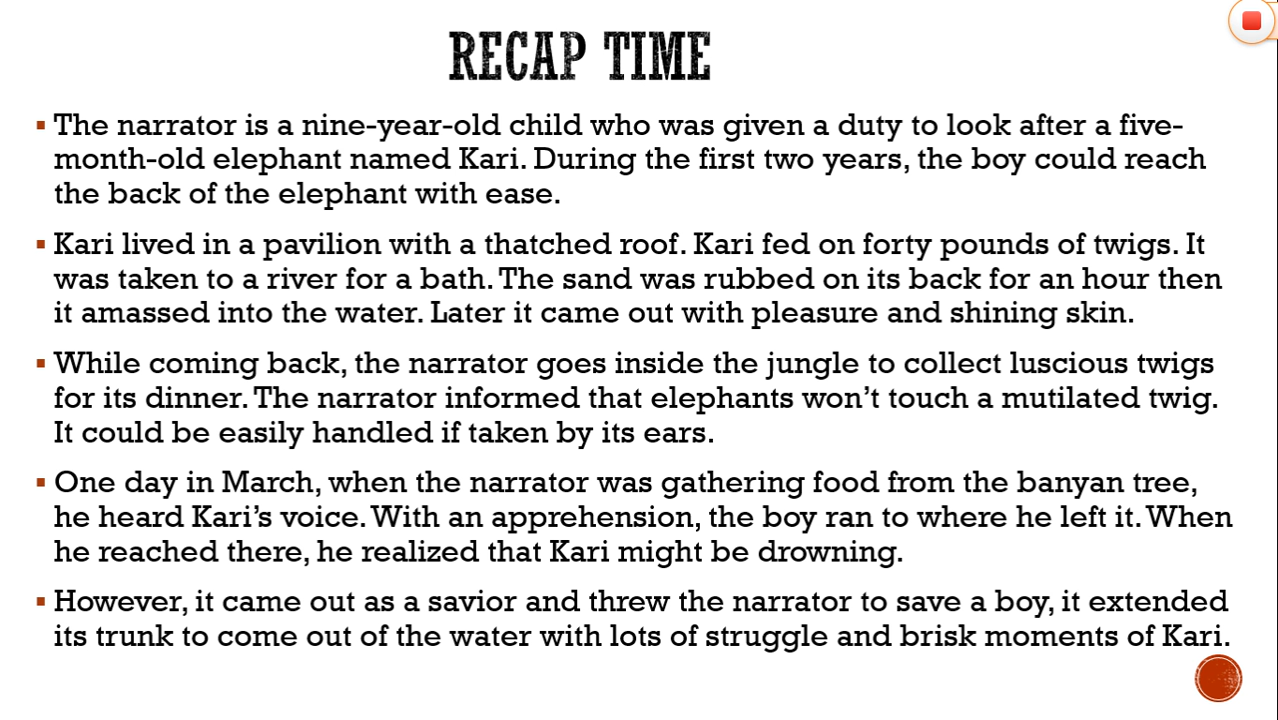 RECAP TIME
The narrator is a nine-year-old child who was given a duty to look after a five-
month-old elephant named Kari. During the first two years, the boy could reach
the back of the elephant with ease.
Kari lived in a pavilion with a thatched roof. Kari fed on forty pounds of twigs. It
was taken to a river for a bath. The sand was rubbed on its back for an hour then
it amassed into the water. Later it came out with pleasure and shining skin.
While coming back, the narrator goes inside the jungle to collect luscious twigs
for its dinner. The narrator informed that elephants won't touch a mutilated twig.
It could be easily handled if taken by its ears.
One day in March, when the narrator was gathering food from the banyan tree,
he heard Kari's voice. With an apprehension, the boy ran to where he left it. When
he reached there, he realized that Kari might be drowning.
However, it came out as a savior and threw the narrator to save a boy, it extended
its trunk to come out of the water with lots of struggle and brisk moments of Kari.